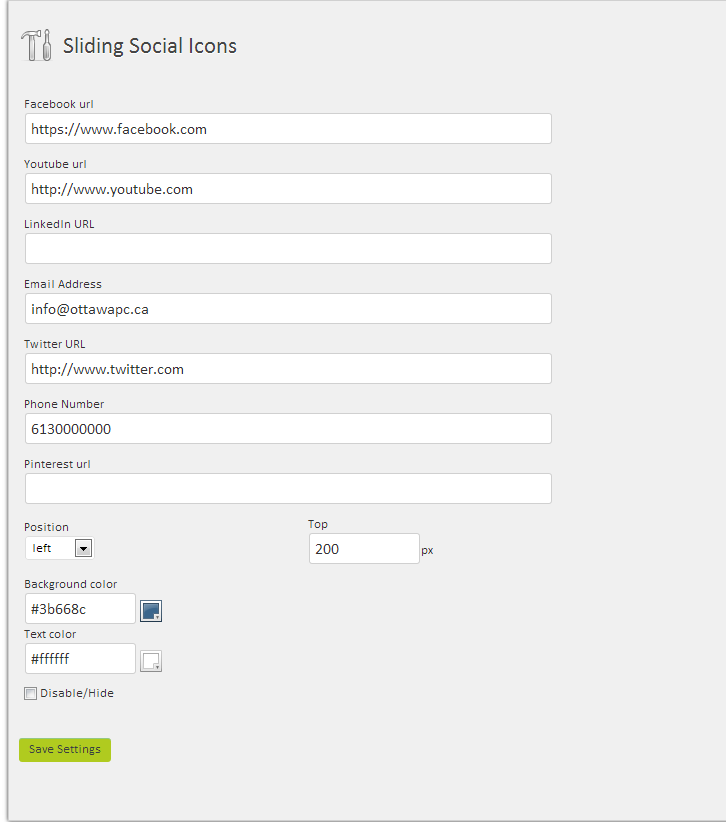 Sliding Social Icons
Facebook url
https://www.facebook.com
Youtube url
http://www.youtube.com
LinkedIn URL
Email Address
info@ottawapc.ca
Twitter URL
http://www.twitter.com
Phone Number
6130000000
Pinterest url
Position
left
Top
200 px
Background color
#3b668c
Text color
#ffffff
Disable/Hide
Save Settings